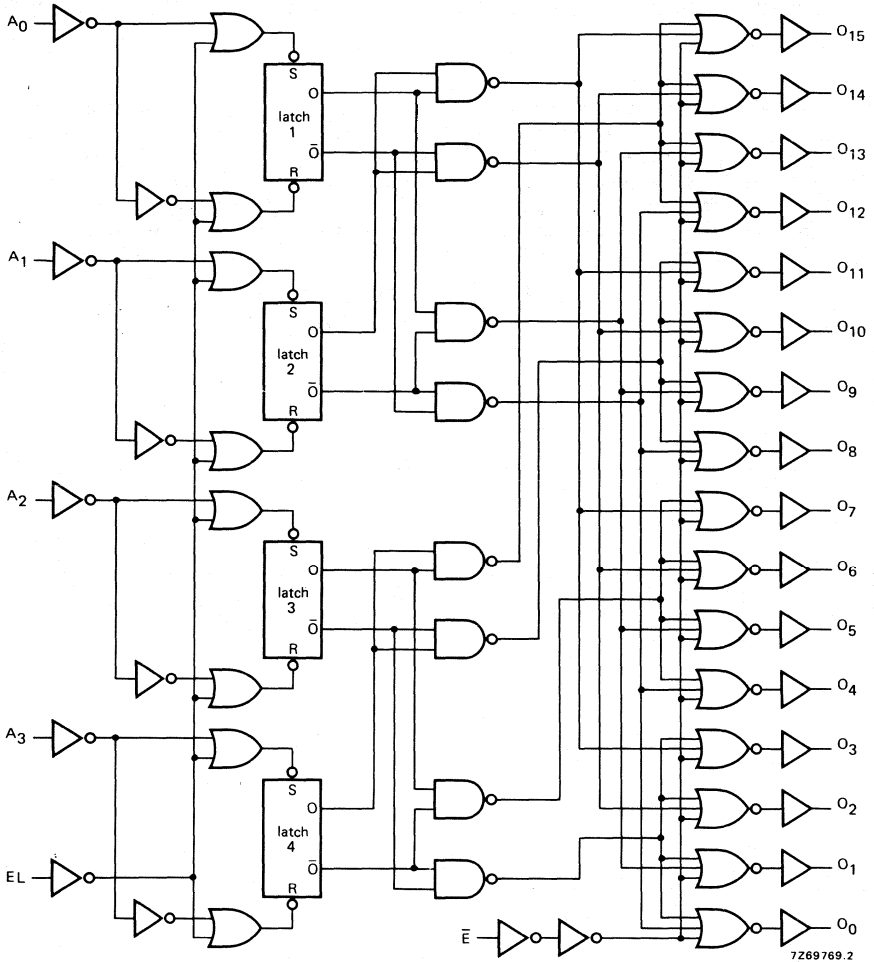 A0
O15
S
O
latch
1
Ō
R
O14
O13
O12
A1
O11
S
O
latch
2
Ō
R
O10
O9
O8
A2
O7
S
O
latch
3
Ō
R
O6
O5
O4
A3
O3
S
O
latch
4
Ō
R
O2
EL
O1
Ē
O0
7Z69769.2